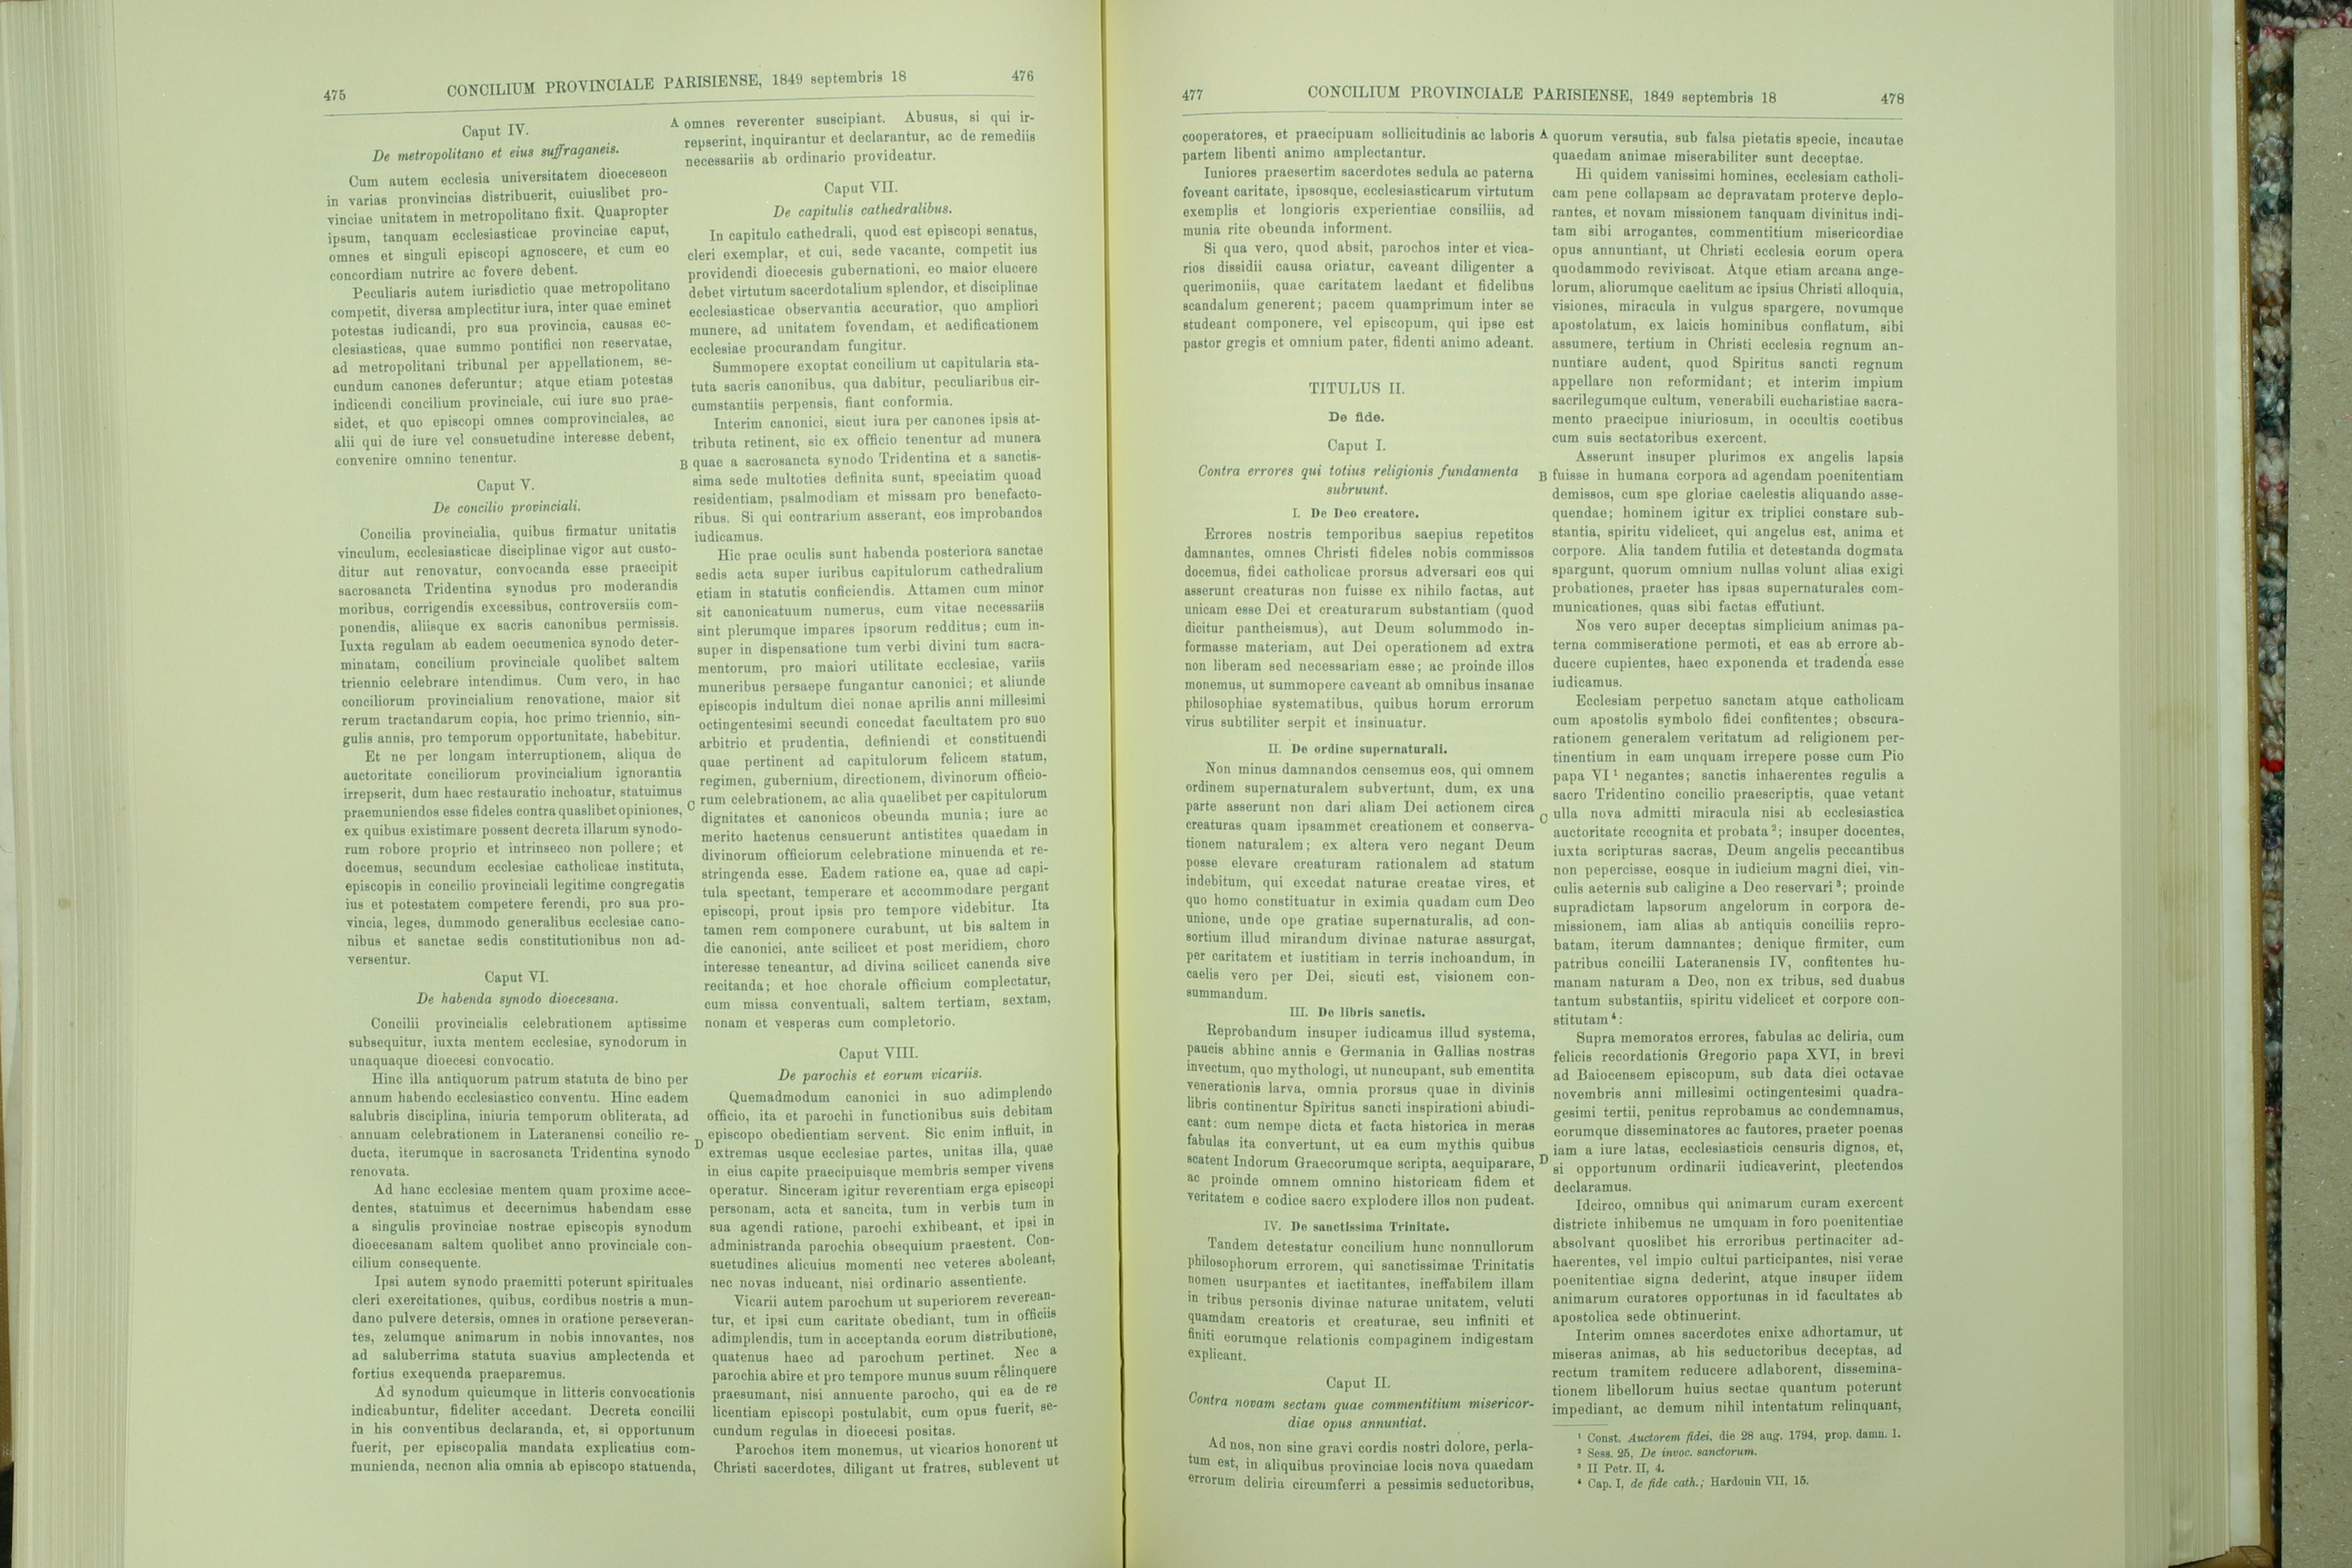 475
CONCILIUM PROVINCIALE PARISIENSE, 1849 septembris 18
476
Caput IV.
De metropolitano et eius suffraganeis.
Cum autem ecclesia universitatem dioeceseon
in varias pronvincias distribuerit, cuiuslibet pro-
vinciae unitatem in metropolitano fixit. Quapropter
ipsum, tanquam ecclesiasticae provinciae caput,
omnes et singuli episcopi agnoscere, et cum eo
concordiam nutrire ac fovere debent.
Peculiaris autem iurisdictio quae metropolitano
competit, diversa amplectitur iura, inter quae eminet
potestas iudicandi, pro sua provincia, causas ec-
clesiasticas, quae summo pontifici non reservatae,
ad metropolitani tribunal per appellationem, se-
cundum canones deferuntur; atque etiam potestas
indicendi concilium provinciale, cui iure suo prae-
sidet, et quo episcopi omnes comprovinciales, ac
alii qui de iure vel consuetudine interesse debent,
convenire omnino tenentur.
Caput V.
De concilio provinciali.
Concilia provincialia, quibus firmatur unitatis
vinculum, ecclesiasticae disciplinae vigor aut custo-
ditur aut renovatur, convocanda esse praecipit
sacrosancta Tridentina synodus pro moderandis
moribus, corrigendis excessibus, controversiis com-
ponendis, aliisque ex sacris canonibus permissis.
Iuxta regulam ab eadem oecumenica synodo deter-
minatam, concilium provinciale quolibet saltem
triennio celebrare intendimus. Cum vero, in hac
conciliorum provincialium renovatione, maior sit
rerum tractandarum copia, hoc primo triennio, sin-
gulis annis, pro temporum opportunitate, habebitur.
Et ne per longam interruptionem, aliqua de
auctoritate conciliorum provincialium ignorantia
irrepserit, dum haec restauratio inchoatur, statuimus
praemuniendos esse fideles contra quaslibet opiniones,
ex quibus existimare possent decreta illarum synodo-
rum robore proprio et intrinseco non pollere; et
docemus, secundum ecclesiae catholicae instituta,
episcopis in concilio provinciali legitime congregatis
ius et potestatem competere ferendi, pro sua pro-
vincia, leges, dummodo generalibus ecclesiae cano-
nibus et sanctae sedis constitutionibus non ad-
versentur.
Caput VI.
De habenda synodo dioecesana.
Concilii provincialis celebrationem aptissime
subsequitur, iuxta mentem ecclesiae, synodorum in
unaquaque dioecesi convocatio.
Hinc illa antiquorum patrum statuta de bino per
annum habendo ecclesiastico conventu. Hinc eadem
salubris disciplina, iniuria temporum obliterata, ad
annuam celebrationem in Lateranensi concilio re-
ducta, iterumque in sacrosancta Tridentina synodo
renovata.
Ad hanc ecclesiae mentem quam proxime acce-
dentes, statuimus et decernimus habendam esse
a singulis provinciae nostrae episcopis synodum
dioecesanam saltem quolibet anno provinciale con-
cilium consequente.
Ipsi autem synodo praemitti poterunt spirituales
cleri exercitationes, quibus, cordibus nostris a mun-
dano pulvere detersis, omnes in oratione perseveran-
tes, zelumque animarum in nobis innovantes, nos
ad saluberrima statuta suavius amplectenda et
fortius exequenda praeparemus.
Ad synodum quicumque in litteris convocationis
indicabuntur, fideliter accedant. Decreta concilii
in his conventibus declaranda, et, si opportunum
fuerit, per episcopalia mandata explicatius com-
munienda, necnon alia omnia ab episcopo statuenda,
A omnes reverenter suscipiant. Abusus, si qui ir-
repserint, inquirantur et declarantur, ac de remediis
necessariis ab ordinario provideatur.
Caput VII.
De capitulis cathedralibus.
In capitulo cathedrali, quod est episcopi senatus,
cleri exemplar, et cui, sede vacante, competit ius
providendi dioecesis gubernationi, eo maior elucere
debet virtutum sacerdotalium splendor, et disciplinae
ecclesiasticae observantia accuratior, quo ampliori
munere, ad unitatem fovendam, et aedificationem
ecclesiae procurandam fungitur.
Summopere exoptat concilium ut capitularia sta-
tuta sacris canonibus, qua dabitur, peculiaribus cir-
cumstantiis perpensis, fiant conformia.
Interim canonici, sicut iura per canones ipsis at-
tributa retinent, sic ex officio tenentur ad munera
B quae a sacrosancta synodo Tridentina et a sanctis-
sima sede multoties definita sunt, speciatim quoad
residentiam, psalmodiam et missam pro benefacto-
ribus. Si qui contrarium asserant, eos improbandos
iudicamus.
Hic prae oculis sunt habenda posteriora sanctae
sedis acta super iuribus capitulorum cathedralium
etiam in statutis conficiendis. Attamen cum minor
sit canonicatuum numerus, cum vitae necessariis
sint plerumque impares ipsorum redditus; cum in-
super in dispensatione tum verbi divini tum sacra-
mentorum, pro maiori utilitate ecclesiae, variis
muneribus persaepe fungantur canonici; et aliunde
episcopis indultum diei nonae aprilis anni millesimi
octingentesimi secundi concedat facultatem pro suo
arbitrio et prudentia, definiendi et constituendi
quae pertinent ad capitulorum felicem statum,
regimen, gubernium, directionem, divinorum officio-
C rum celebrationem, ac alia quaelibet per capitulorum
dignitates et canonicos obeunda munia; iure ac
merito hactenus censuerunt antistites quaedam in
divinorum officiorum celebratione minuenda et re-
stringenda esse. Eadem ratione ea, quae ad capi-
tula spectant, temperare et accommodare pergant
episcopi, prout ipsis pro tempore videbitur. Ita
tamen rem componere curabunt, ut bis saltem in
die canonici, ante scilicet et post meridiem, choro
interesse teneantur, ad divina scilicet canenda sive
recitanda; et hoc chorale officium complectatur,
cum missa conventuali, saltem tertiam, sextam,
nonam et vesperas cum completorio.
Caput VIII.
De parochis et eorum vicariis.
Quemadmodum canonici in suo adimplendo
officio, ita et parochi in functionibus suis debitam
D episcopo obedientiam servent. Sic enim influit, in
extremas usque ecclesiae partes, unitas illa, quae
in eius capite praecipuisque membris semper vivens
operatur. Sinceram igitur reverentiam erga episcopi
personam, acta et sancita, tum in verbis tum in
sua agendi ratione, parochi exhibeant, et ipsi in
administranda parochia obsequium praestent. Con-
suetudines alicuius momenti nec veteres aboleant,
nec novas inducant, nisi ordinario assentiente.
Vicarii autem parochum ut superiorem reverean-
tur, et ipsi cum caritate obediant, tum in officiis
adimplendis, tum in acceptanda eorum distributione,
quatenus haec ad parochum pertinet. Nec a
parochia abire et pro tempore munus suum relinquere
praesumant, nisi annuente parocho, qui ea de re
licentiam episcopi postulabit, cum opus fuerit, se-
cundum regulas in dioecesi positas.
Parochos item monemus, ut vicarios honorent ut
Christi sacerdotes, diligant ut fratres, sublevent ut
477
CONCILIUM PROVINCIALE PARISIENSE, 1849 septembris 18
478
cooperatores, et praecipuam sollicitudinis ac laboris
partem libenti animo amplectantur.
Iuniores praesertim sacerdotes sedula ac paterna
foveant caritate, ipsosque, ecclesiasticarum virtutum
exemplis et longioris experientiae consiliis, ad
munia rite obeunda informent.
Si qua vero, quod absit, parochos inter et vica-
rios dissidii causa oriatur, caveant diligenter a
querimoniis, quae caritatem laedant et fidelibus
scandalum generent; pacem quamprimum inter se
studeant componere, vel episcopum, qui ipse est
pastor gregis et omnium pater, fidenti animo adeant.
TITULUS II.
De fide.
Caput I.
Contra errores qui totius religionis fundamenta
subruunt.
I. De Deo creatore.
Errores nostris temporibus saepius repetitos
damnantes, omnes Christi fideles nobis commissos
docemus, fidei catholicae prorsus adversari eos qui
asserunt creaturas non fuisse ex nihilo factas, aut
unicam esse Dei et creaturarum substantiam (quod
dicitur pantheismus), aut Deum solummodo in-
formasse materiam, aut Dei operationem ad extra
non liberam sed necessariam esse; ac proinde illos
monemus, ut summopere caveant ab omnibus insanae
philosophiae systematibus, quibus horum errorum
virus subtiliter serpit et insinuatur.
II. De ordine supernaturali.
Non minus damnandos censemus eos, qui omnem
ordinem supernaturalem subvertunt, dum, ex una
parte asserunt non dari aliam Dei actionem circa
creaturas quam ipsammet creationem et conserva-
tionem naturalem; ex altera vero negant Deum
posse elevare creaturam rationalem ad statum
indebitum, qui excedat naturae creatae vires, et
quo homo constituatur in eximia quadam cum Deo
unione, unde ope gratiae supernaturalis, ad con-
sortium illud mirandum divinae naturae assurgat,
per caritatem et iustitiam in terris inchoandum, in
caelis vero per Dei, sicuti est, visionem con-
summandum.
III. De libris sanctis.
Reprobandum insuper iudicamus illud systema,
paucis abhinc annis e Germania in Gallias nostras
invectum, quo mythologi, ut nuncupant, sub ementita
venerationis larva, omnia prorsus quae in divinis
libris continentur Spiritus sancti inspirationi abiudi-
cant: cum nempe dicta et facta historica in meras
fabulas ita convertunt, ut ea cum mythis quibus
scatent Indorum Graecorumque scripta, aequiparare,
ac proinde omnem omnino historicam fidem et
veritatem e codice sacro explodere illos non pudeat.
IV. De sanctissima Trinitate.
Tandem detestatur concilium hunc nonnullorum
philosophorum errorem, qui sanctissimae Trinitatis
nomen usurpantes et iactitantes, ineffabilem illam
in tribus personis divinae naturae unitatem, veluti
quamdam creatoris et creaturae, seu infiniti et
finiti eorumque relationis compaginem indigestam
explicant.
Caput II.
Contra novam sectam quae commentitium misericor-
diae opus annuntiat.
Ad nos, non sine gravi cordis nostri dolore, perla-
tum est, in aliquibus provinciae locis nova quaedam
errorum deliria circumferri a pessimis seductoribus,
A quorum versutia, sub falsa pietatis specie, incautae
quaedam animae miserabiliter sunt deceptae.
Hi quidem vanissimi homines, ecclesiam catholi-
cam pene collapsam ac depravatam proterve deplo-
rantes, et novam missionem tanquam divinitus indi-
tam sibi arrogantes, commentitium misericordiae
opus annuntiant, ut Christi ecclesia eorum opera
quodammodo reviviscat. Atque etiam arcana ange-
lorum, aliorumque caelitum ac ipsius Christi alloquia,
visiones, miracula in vulgus spargere, novumque
apostolatum, ex laicis hominibus conflatum, sibi
assumere, tertium in Christi ecclesia regnum an-
nuntiare audent, quod Spiritus sancti regnum
appellare non reformidant; et interim impium
sacrilegumque cultum, venerabili eucharistiae sacra-
mento praecipue iniuriosum, in occultis coetibus
cum suis sectatoribus exercent.
Asserunt insuper plurimos ex angelis lapsis
B fuisse in humana corpora ad agendam poenitentiam
demissos, cum spe gloriae caelestis aliquando asse-
quendae; hominem igitur ex triplici constare sub-
stantia, spiritu videlicet, qui angelus est, anima et
corpore. Alia tandem futilia et detestanda dogmata
spargunt, quorum omnium nullas volunt alias exigi
probationes, praeter has ipsas supernaturales com-
municationes, quas sibi factas effutiunt.
Nos vero super deceptas simplicium animas pa-
terna commiseratione permoti, et eas ab errore ab-
ducere cupientes, haec exponenda et tradenda esse
iudicamus.
Ecclesiam perpetuo sanctam atque catholicam
cum apostolis symbolo fidei confitentes; obscura-
rationem generalem veritatum ad religionem per-
tinentium in eam unquam irrepere posse cum Pio
papa VI ¹ negantes; sanctis inhaerentes regulis a
sacro Tridentino concilio praescriptis, quae vetant
C ulla nova admitti miracula nisi ab ecclesiastica
auctoritate recognita et probata ²; insuper docentes,
iuxta scripturas sacras, Deum angelis peccantibus
non pepercisse, eosque in iudicium magni diei, vin-
culis aeternis sub caligine a Deo reservari ³; proinde
supradictam lapsorum angelorum in corpora de-
missionem, iam alias ab antiquis conciliis repro-
batam, iterum damnantes; denique firmiter, cum
patribus concilii Lateranensis IV, confitentes hu-
manam naturam a Deo, non ex tribus, sed duabus
tantum substantiis, spiritu videlicet et corpore con-
stitutam ⁴:
Supra memoratos errores, fabulas ac deliria, cum
felicis recordationis Gregorio papa XVI, in brevi
ad Baiocensem episcopum, sub data diei octavae
novembris anni millesimi octingentesimi quadra-
gesimi tertii, penitus reprobamus ac condemnamus,
eorumque disseminatores ac fautores, praeter poenas
iam a iure latas, ecclesiasticis censuris dignos, et,
D si opportunum ordinarii iudicaverint, plectendos
declaramus.
Idcirco, omnibus qui animarum curam exercent
districte inhibemus ne umquam in foro poenitentiae
absolvant quoslibet his erroribus pertinaciter ad-
haerentes, vel impio cultui participantes, nisi verae
poenitentiae signa dederint, atque insuper iidem
animarum curatores opportunas in id facultates ab
apostolica sede obtinuerint.
Interim omnes sacerdotes enixe adhortamur, ut
miseras animas, ab his seductoribus deceptas, ad
rectum tramitem reducere adlaborent, dissemina-
tionem libellorum huius sectae quantum poterunt
impediant, ac demum nihil intentatum relinquant,
¹ Const. Auctorem fidei, die 28 aug. 1794, prop. damn. 1.
² Sess. 25, De invoc. sanctorum.
³ II Petr. II, 4.
⁴ Cap. I, de fide cath.; Hardouin VII, 15.